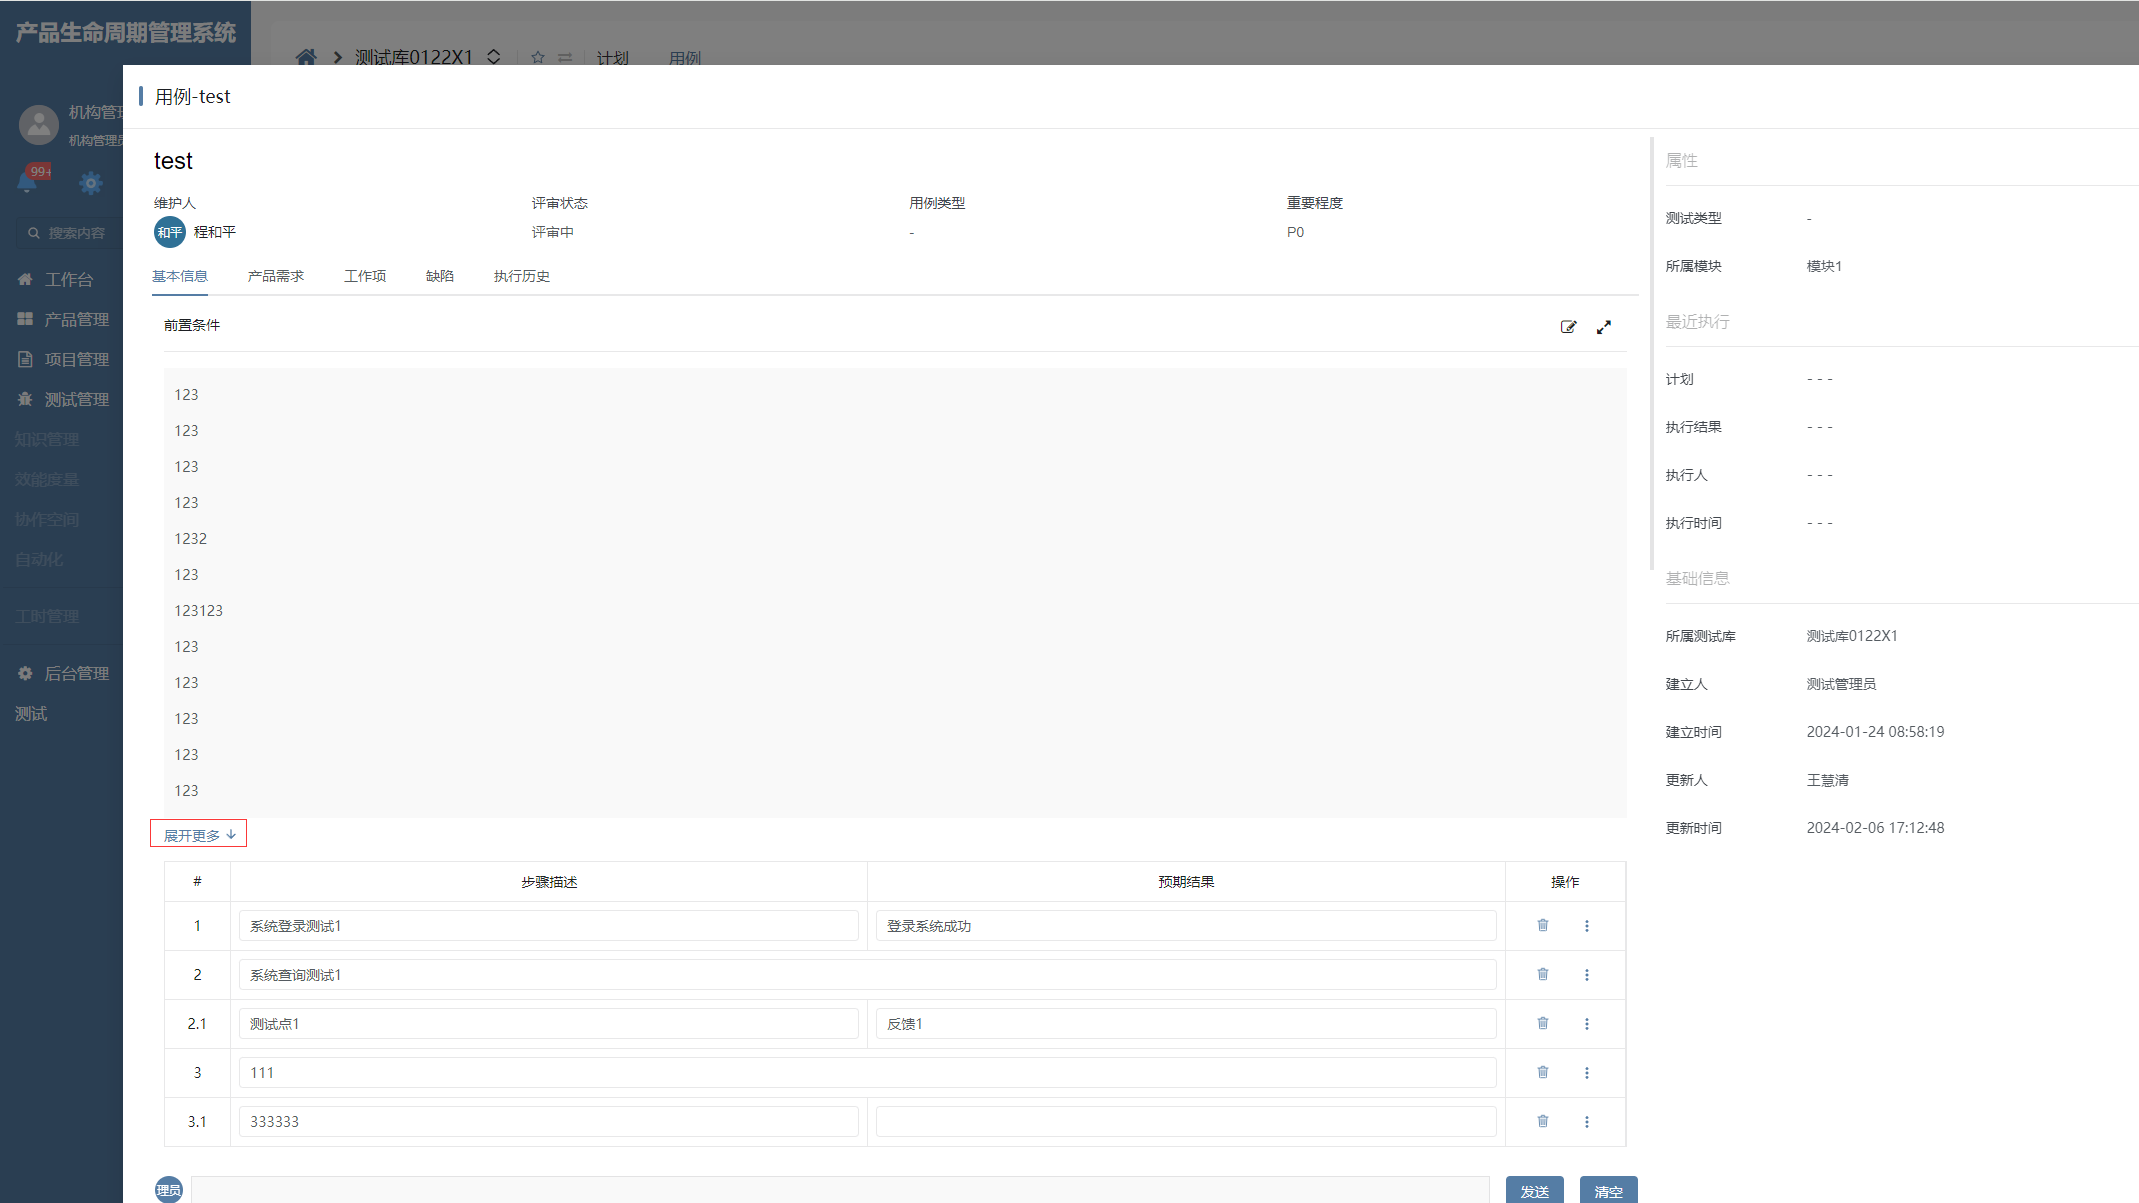 产品生命周期管理系统
测试库0122X1
计划
用例
机构管理
机构管理员
99+
搜索内容
工作台
产品管理
项目管理
测试管理
知识管理
效能度量
协作空间
自动化
工时管理
后台管理
测试
用例-test
test
维护人 评审状态 用例类型 重要程度
和平 程和平 评审中 - P0
基本信息 产品需求 工作项 缺陷 执行历史
前置条件
123
123
123
123
1232
123
123123
123
123
123
123
123
展开更多
# 步骤描述 预期结果 操作
1 系统登录测试1 登录系统成功
2 系统查询测试1
2.1 测试点1 反馈1
3 111
3.1 333333
理员 发送 清空
属性
测试类型 -
所属模块 模块1
最近执行
计划 - - -
执行结果 - - -
执行人 - - -
执行时间 - - -
基础信息
所属测试库 测试库0122X1
建立人 测试管理员
建立时间 2024-01-24 08:58:19
更新人 王慧清
更新时间 2024-02-06 17:12:48